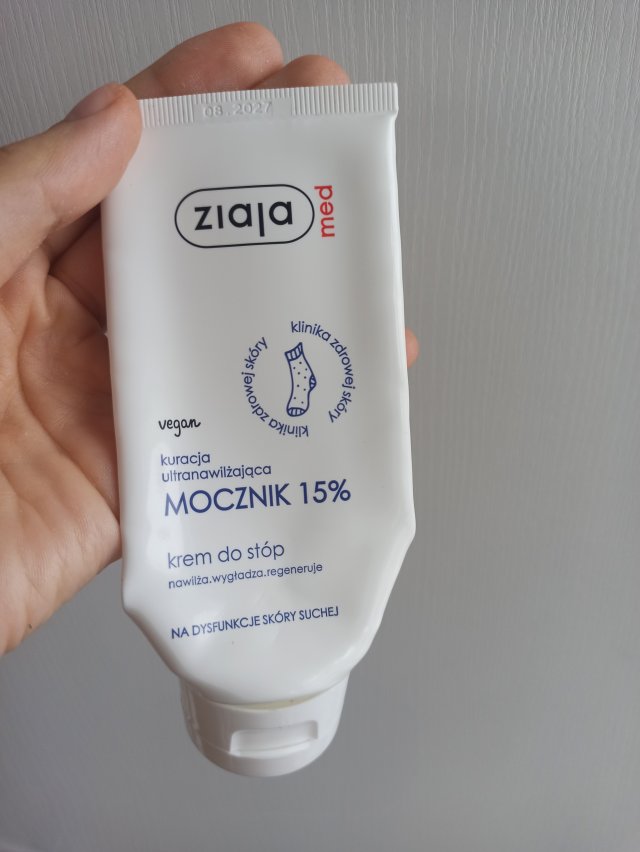 08.2027
ziaja
med
klinika zdrowej skóry
klinika zdrowej skóry
vegan
kuracja
ultranawilżająca
MOCZNIK 15%
krem do stóp
nawilża.wygładza.regeneruje
NA DYSFUNKCJE SKÓRY SUCHEJ